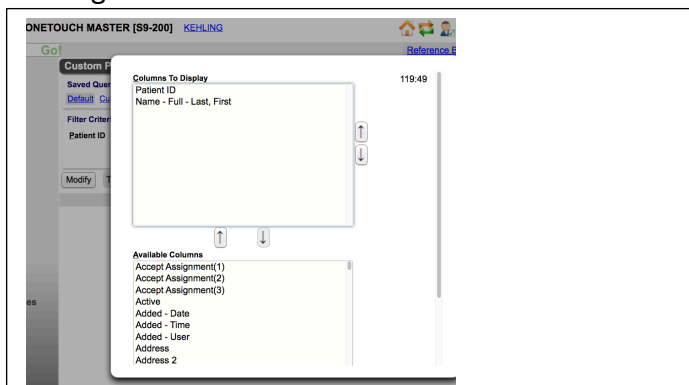 ONETOUCH MASTER [S9-200] KEHLING
Go!
Reference
Custom
Saved Quer
Default Cu
Filter Criter
Patient ID
Modify
Columns To Display
119:49
Patient ID
Name - Full - Last, First
Available Columns
Accept Assignment(1)
Accept Assignment(2)
Accept Assignment(3)
Active
Added - Date
Added - Time
Added - User
Address
Address 2
es